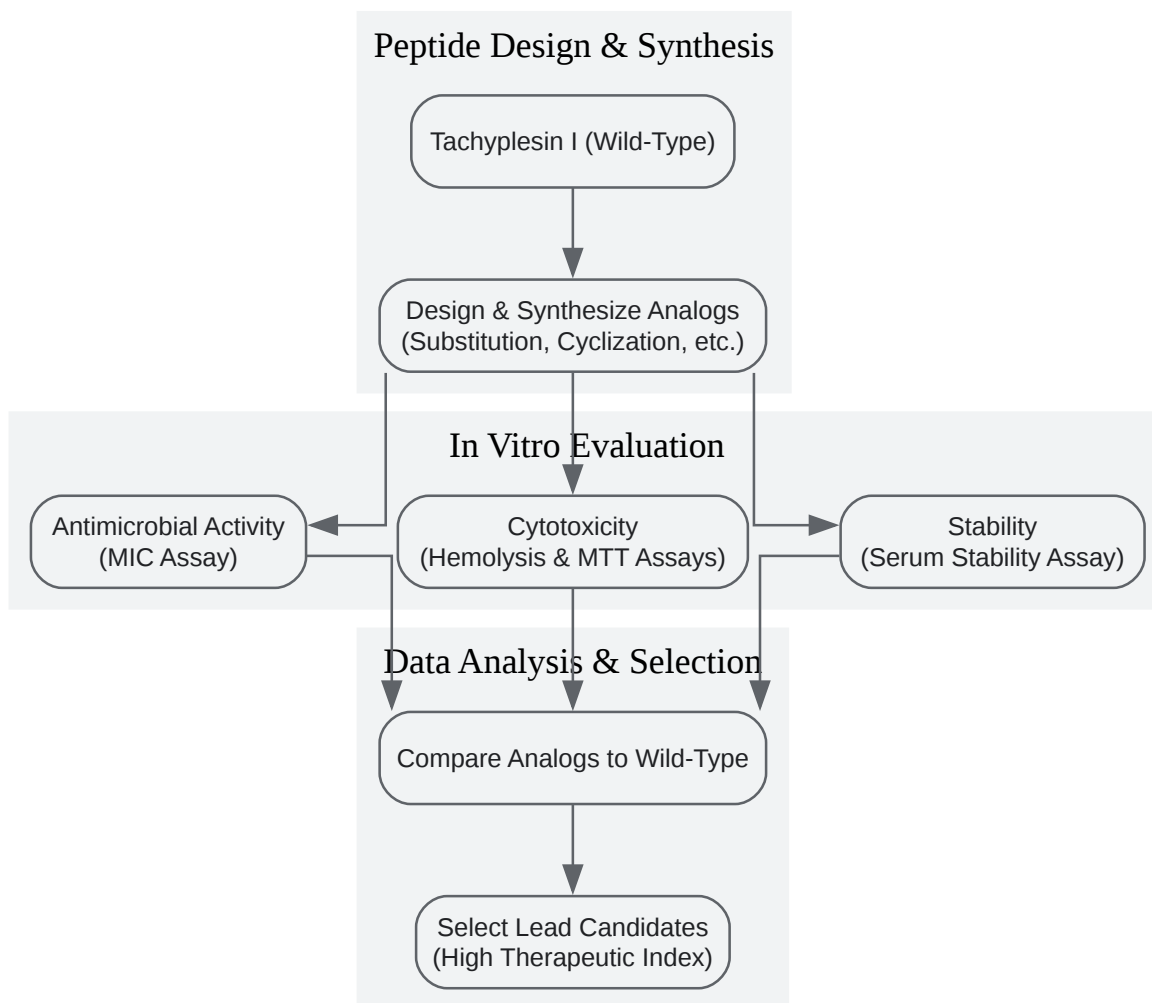 Peptide Design & Synthesis
Tachyplesin I (Wild-Type)
Design & Synthesize Analogs
(Substitution, Cyclization, etc.)
In Vitro Evaluation
Antimicrobial Activity
(MIC Assay)
Cytotoxicity
(Hemolysis & MTT Assays)
Stability
(Serum Stability Assay)
Data Analysis & Selection
Compare Analogs to Wild-Type
Select Lead Candidates
(High Therapeutic Index)